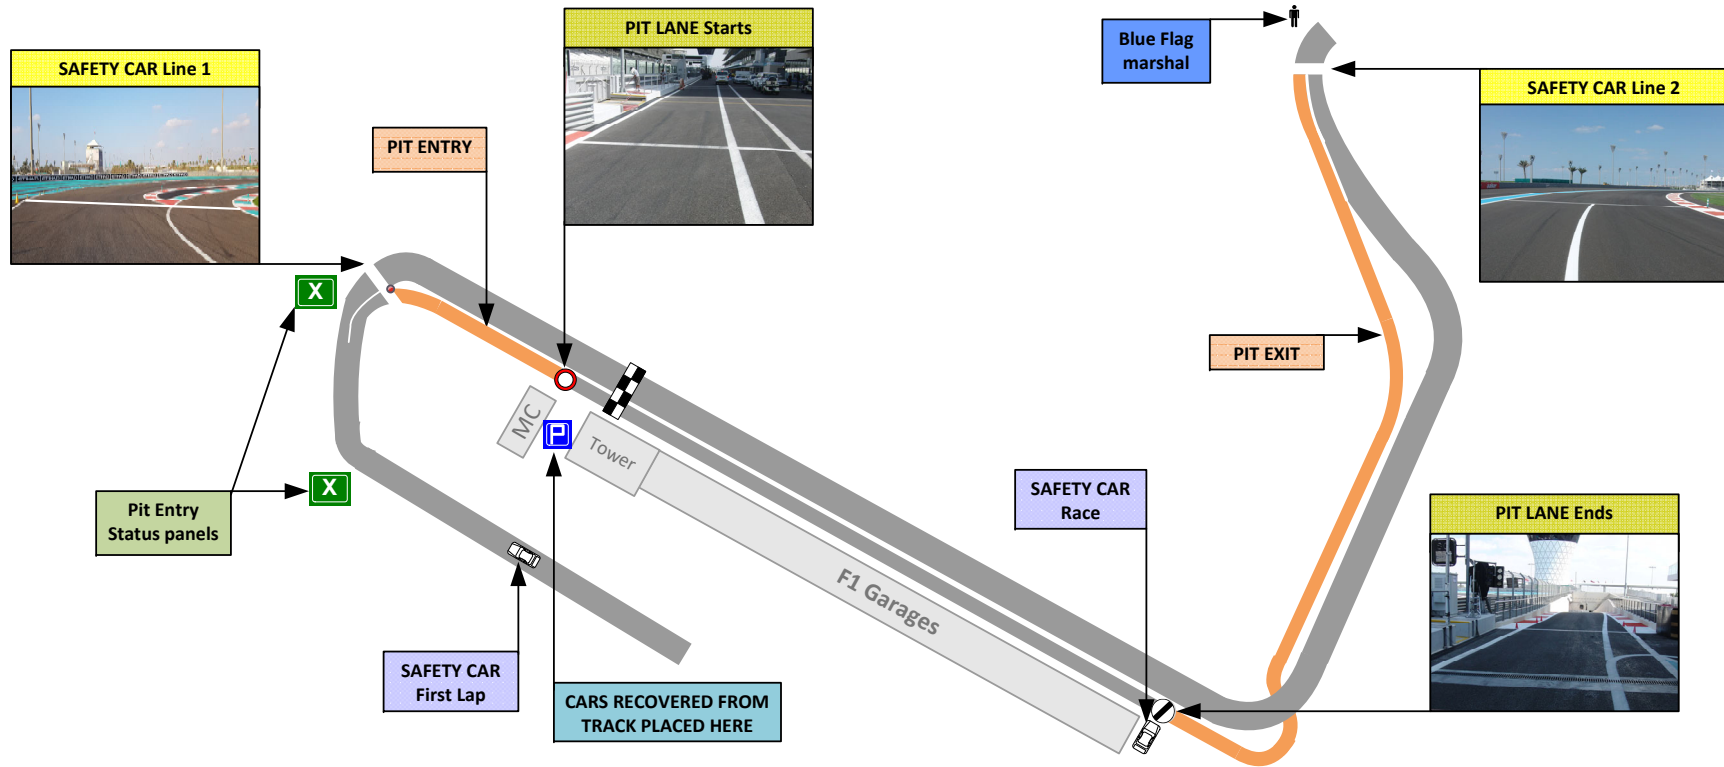 PIT LANE Starts
Blue Flag
marshal
SAFETY CAR Line 1
SAFETY CAR Line 2
PIT ENTRY
X
PIT EXIT
MC
P
Tower
X
SAFETY CAR
Race
Pit Entry
Status panels
PIT LANE Ends
F1 Garages
SAFETY CAR
First Lap
CARS RECOVERED FROM
TRACK PLACED HERE